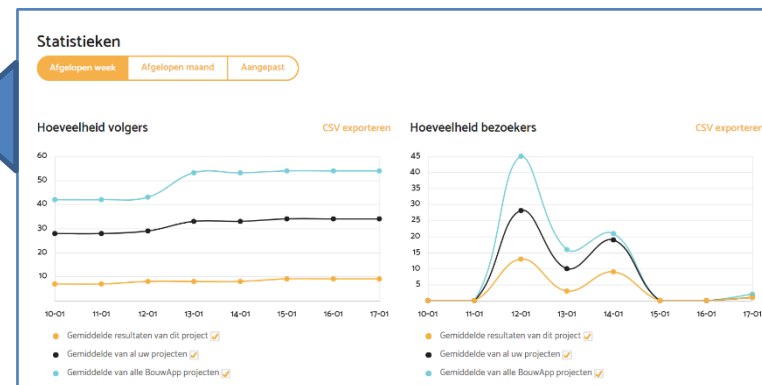 Statistieken
Afgelopen week Afgelopen maand Aangepast
Hoeveelheid volgers CSV exporteren
60
50
40
30
20
10
10-01 11-01 12-01 13-01 14-01 15-01 16-01 17-01
Gemiddelde resultaten van dit project
Gemiddelde van al uw projecten
Gemiddelde van alle BouwApp projecten
Hoeveelheid bezoekers CSV exporteren
45
40
35
30
25
20
15
10
5
10-01 11-01 12-01 13-01 14-01 15-01 16-01 17-01
Gemiddelde resultaten van dit project
Gemiddelde van al uw projecten
Gemiddelde van alle BouwApp projecten